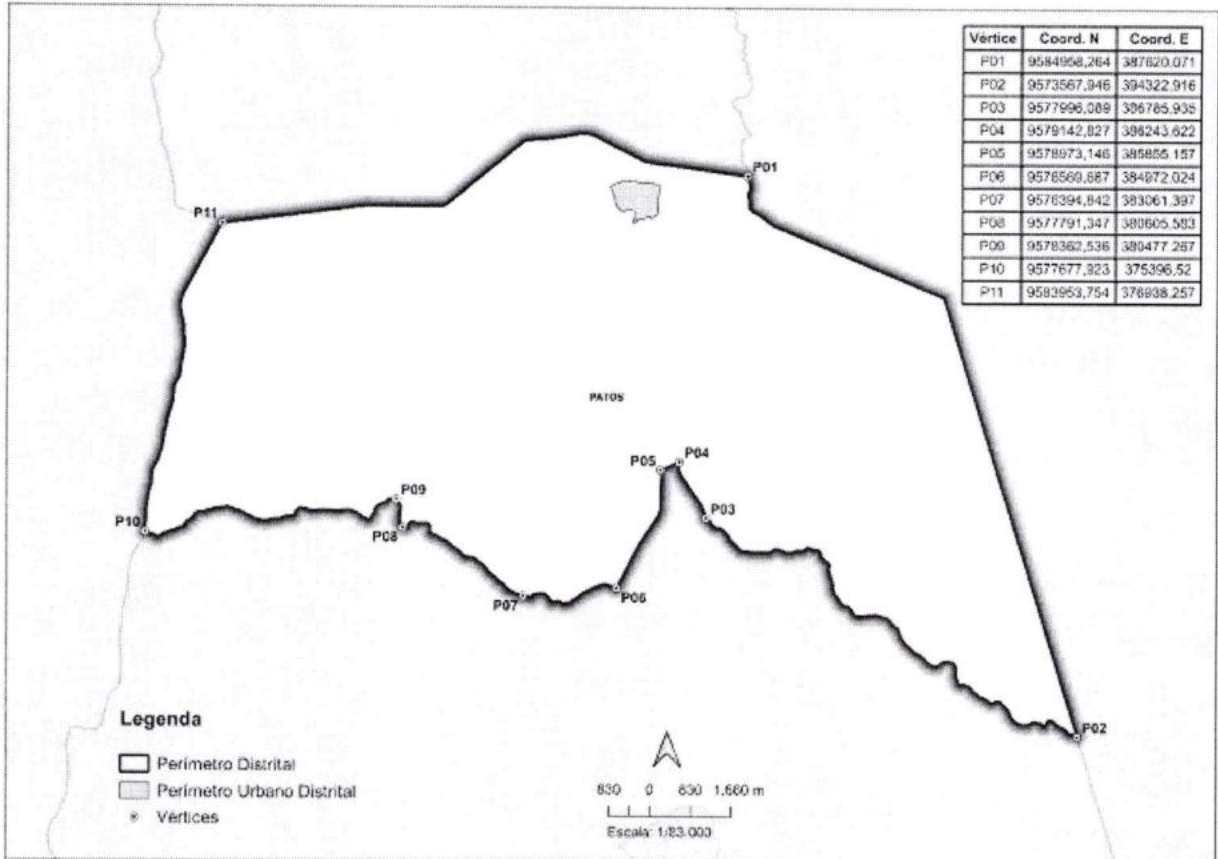 Vértice Coord. N Coord. E
P01 9584958,264 387620,071
P02 9573567,946 394322,916
P03 9577996,089 386785,935
P04 9579142,827 386243,622
P05 9578973,146 385855,157
P06 9576569,687 384972,024
P07 9576394,842 383061,397
P08 9577791,347 380605,583
P09 9578362,536 380477,267
P10 9577677,923 375396,52
P11 9583953,754 376938,257
P01
P11
PATOS
P05
P04
P09
P03
P10
P08
P07
P06
P02
Legenda
Perímetro Distrital
Perímetro Urbano Distrital
Vértices
830 0 830 1.660 m
Escala: 1/83.000